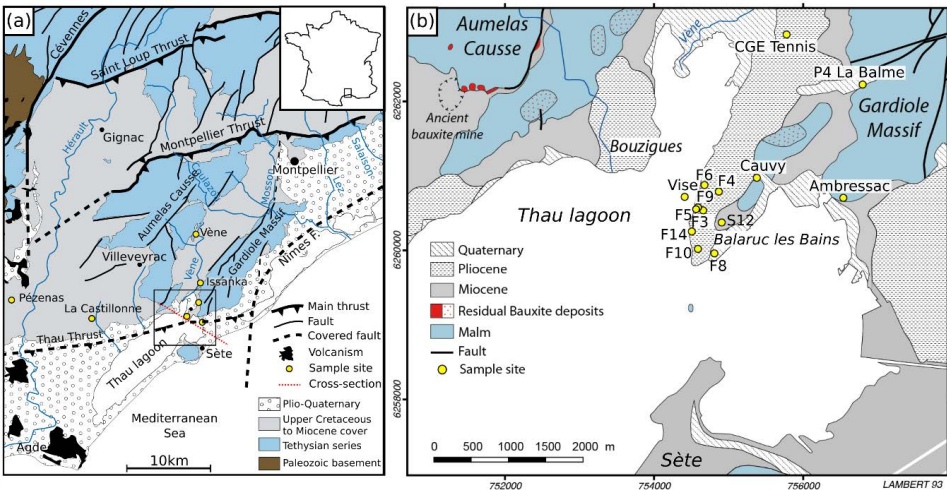 (a)
Cévennes
Saint Loup Thrust
Hérault
Gignac
Montpellier Thrust
Montpellier
Salaison
Lez
Mosson
Coulazou
Aumelas Causse
Vène
Villeveyrac
Vène
Gardiole Massif
Nîmes F.
Issanka
Pézenas
La Castillonne
Thau Thrust
Thau lagoon
Sète
Mediterranean
Sea
Agde
10km
Main thrust
Fault
Covered fault
Volcanism
Sample site
Cross-section
Plio-Quaternary
Upper Cretaceous
to Miocene cover
Tethysian series
Paleozoic basement
(b)
Aumelas
Causse
Vène
CGE Tennis
P4 La Balme
Gardiole
Massif
Ancient
bauxite mine
Bouzigues
Cauvy
F6
Vise
F4
F9
Ambressac
Thau lagoon
F5
F3
S12
F14
Balaruc les Bains
F10
F8
Quaternary
Pliocene
Miocene
Residual Bauxite deposits
Malm
Fault
Sample site
0 500 1000 1500 2000 m
Sète
6262000
6260000
6258000
752000
754000
756000
LAMBERT 93